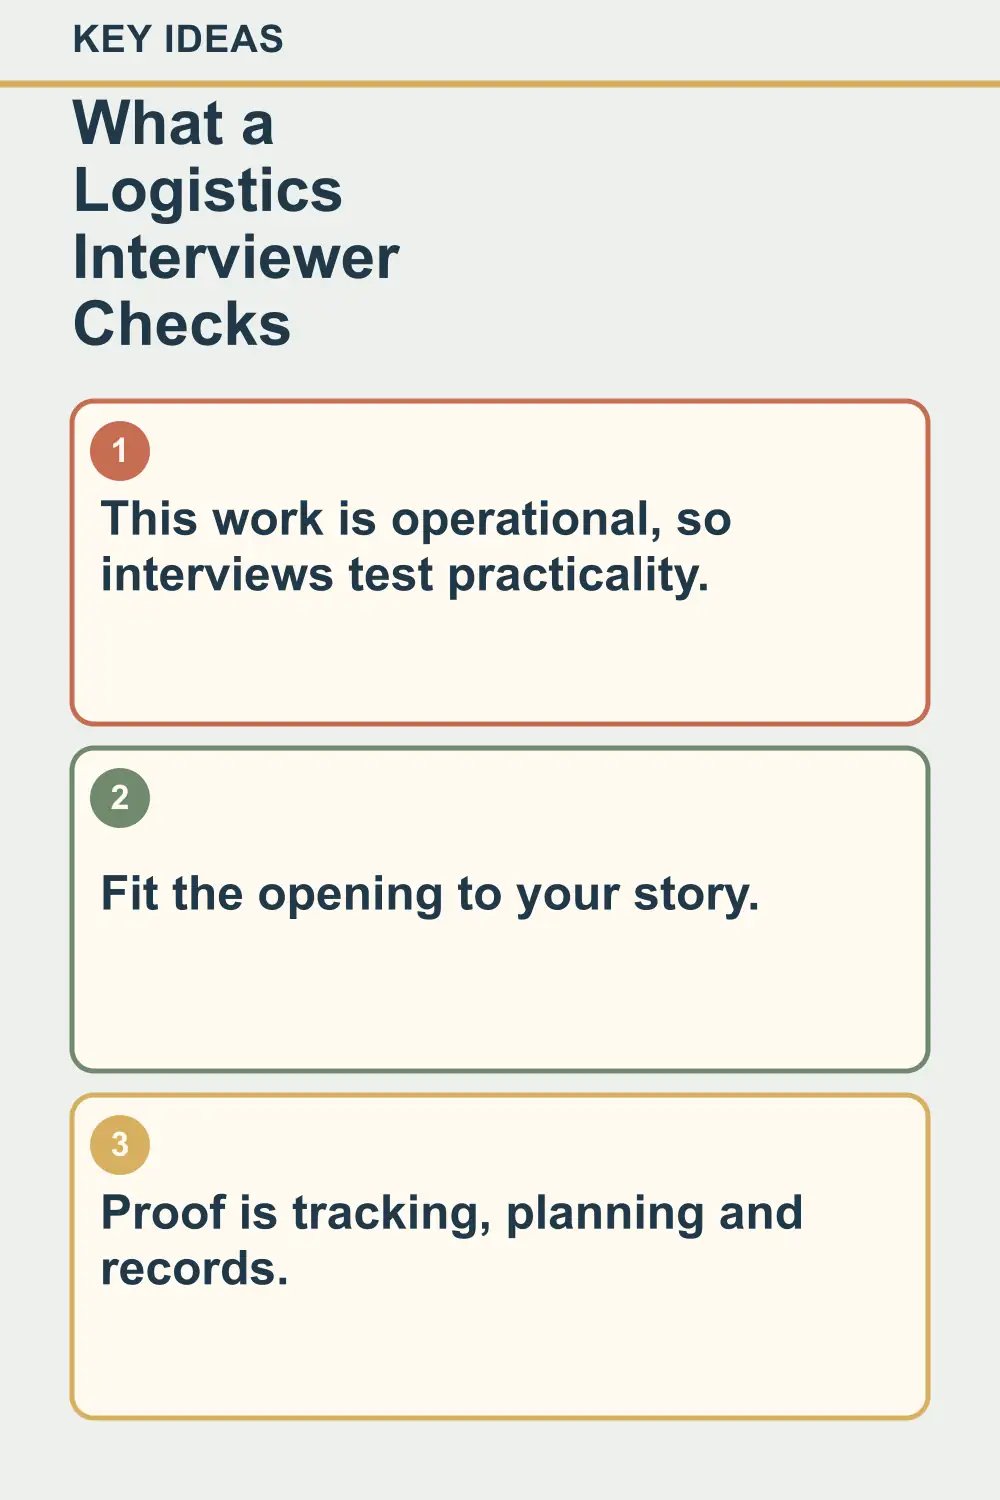 KEY IDEAS
What a
Logistics
Interviewer
Checks
1
This work is operational, so
interviews test practicality.
2
Fit the opening to your story.
3
Proof is tracking, planning and
records.